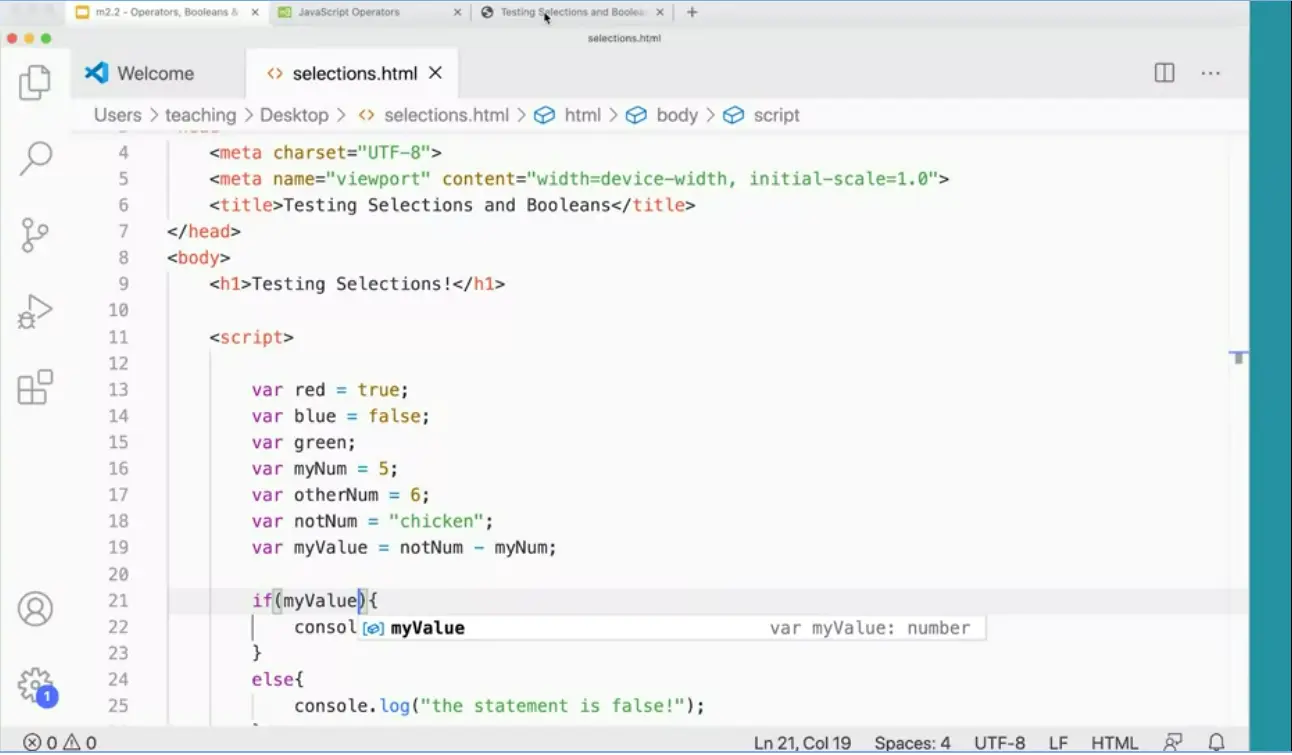 m2.2 - Operators, Booleans & JavaScript Operators Testing Selections and Boolea
selections.html
Welcome selections.html
Users > teaching > Desktop > selections.html > html > body > script
4 <meta charset="UTF-8">
5 <meta name="viewport" content="width=device-width, initial-scale=1.0">
6 <title>Testing Selections and Booleans</title>
7 </head>
8 <body>
9 <h1>Testing Selections!</h1>
10
11 <script>
12
13 var red = true;
14 var blue = false;
15 var green;
16 var myNum = 5;
17 var otherNum = 6;
18 var notNum = "chicken";
19 var myValue = notNum - myNum;
20
21 if(myValue){
22 consol myValue var myValue: number
23 }
24 else{
25 console.log("the statement is false!");
1
0 0 Ln 21, Col 19 Spaces: 4 UTF-8 LF HTML